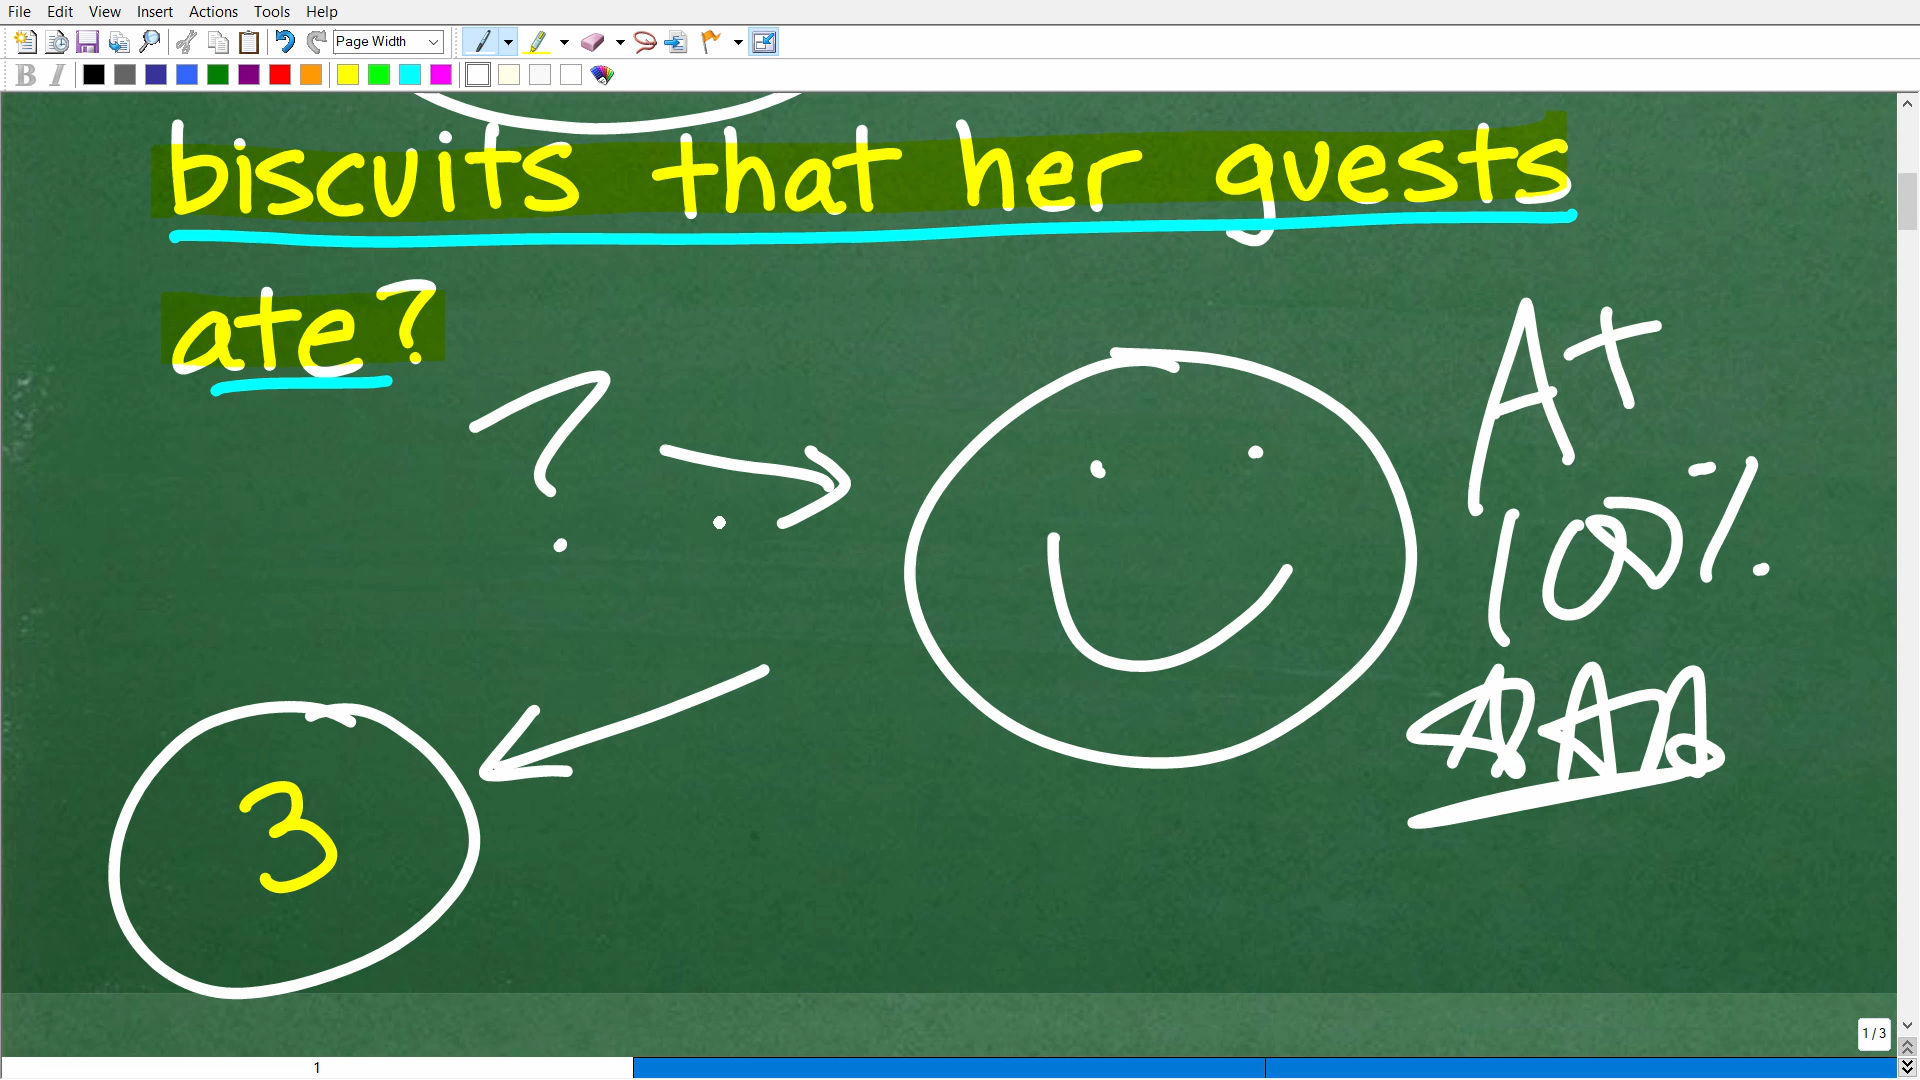 File Edit View Insert Actions Tools Help
Page Width
B I
biscuits that her guests
ate?
?
A+
100%
3
1 / 3
1